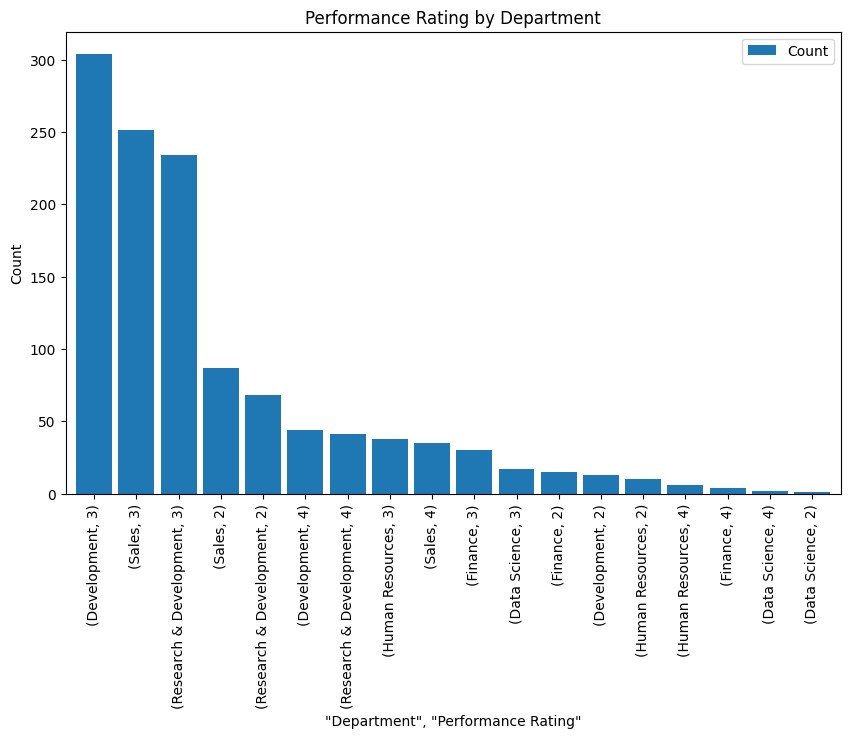 Performance Rating by Department
Count
Count
300
250
200
150
100
50
0
(Development, 3)
(Sales, 3)
(Research & Development, 3)
(Sales, 2)
(Research & Development, 2)
(Development, 4)
(Research & Development, 4)
(Human Resources, 3)
(Sales, 4)
(Finance, 3)
(Data Science, 3)
(Finance, 2)
(Development, 2)
(Human Resources, 2)
(Human Resources, 4)
(Finance, 4)
(Data Science, 4)
(Data Science, 2)
"Department", "Performance Rating"